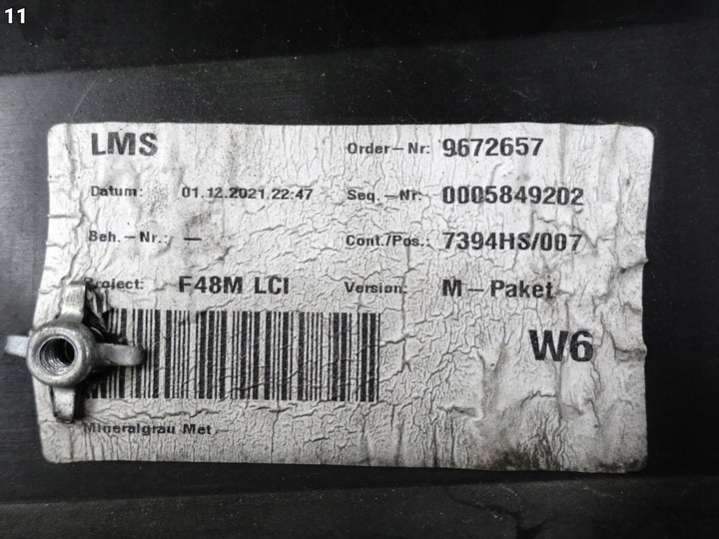 11
LMS Order-Nr: 9672657
Datum: 01.12.2021.22:47 Seq.-Nr: 0005849202
Beh.-Nr.: — Cont./Pos.: 7394HS/007
Project: F48M LCI Version: M-Paket
W6
Mineralgrau Met.